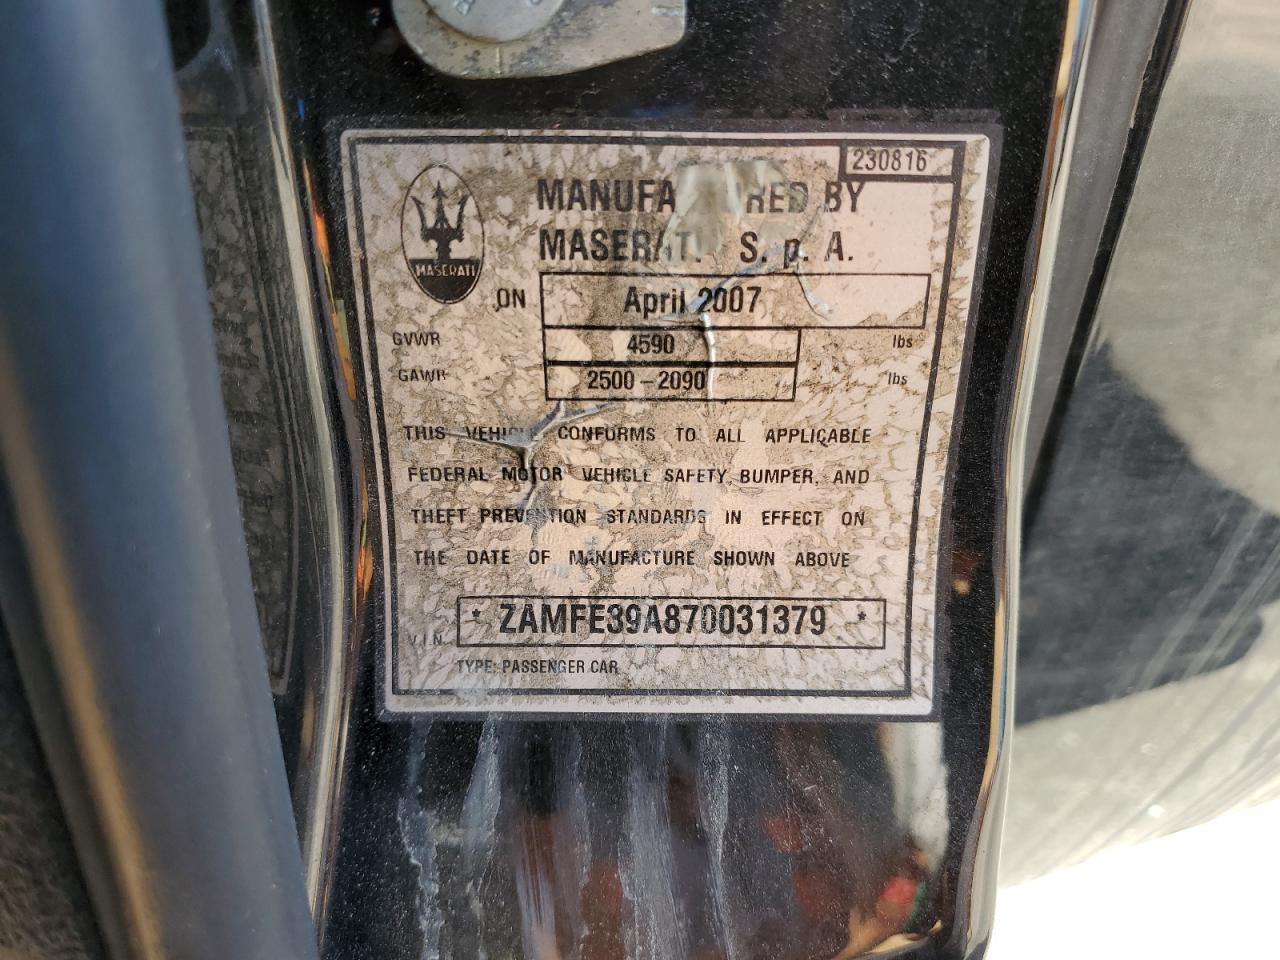 230816
MANUFA RED BY
MASERATI S. p. A.
MASERATI
ON April 2007
GVWR 4590 lbs
GAWR 2500-2090 lbs
THIS VEHICLE CONFORMS TO ALL APPLICABLE
FEDERAL MOTOR VEHICLE SAFETY, BUMPER, AND
THEFT PREVENTION STANDARDS IN EFFECT ON
THE DATE OF MANUFACTURE SHOWN ABOVE
V.I.N. * ZAMFE39A870031379 *
TYPE: PASSENGER CAR